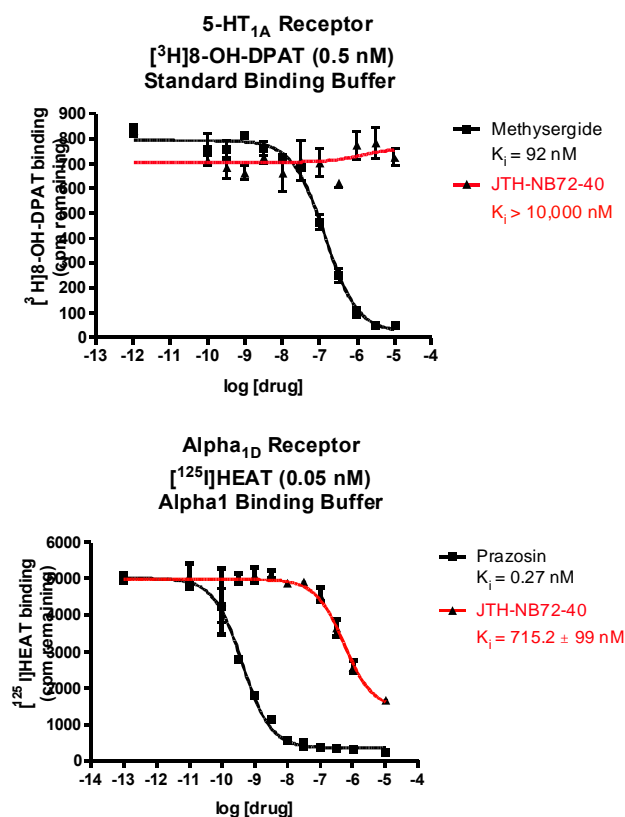 5-HT1A Receptor
[³H]8-OH-DPAT (0.5 nM)
Standard Binding Buffer
[³H]8-OH-DPAT binding
(cpm remaining)
900
800
700
600
500
400
300
200
100
0
-13 -12 -11 -10 -9 -8 -7 -6 -5 -4
log [drug]
Methysergide
Ki = 92 nM
JTH-NB72-40
Ki > 10,000 nM
Alpha1D Receptor
[¹²⁵I]HEAT (0.05 nM)
Alpha1 Binding Buffer
[¹²⁵I]HEAT binding
(cpm remaining)
6000
5000
4000
3000
2000
1000
0
-14 -13 -12 -11 -10 -9 -8 -7 -6 -5 -4
log [drug]
Prazosin
Ki = 0.27 nM
JTH-NB72-40
Ki = 715.2 ± 99 nM